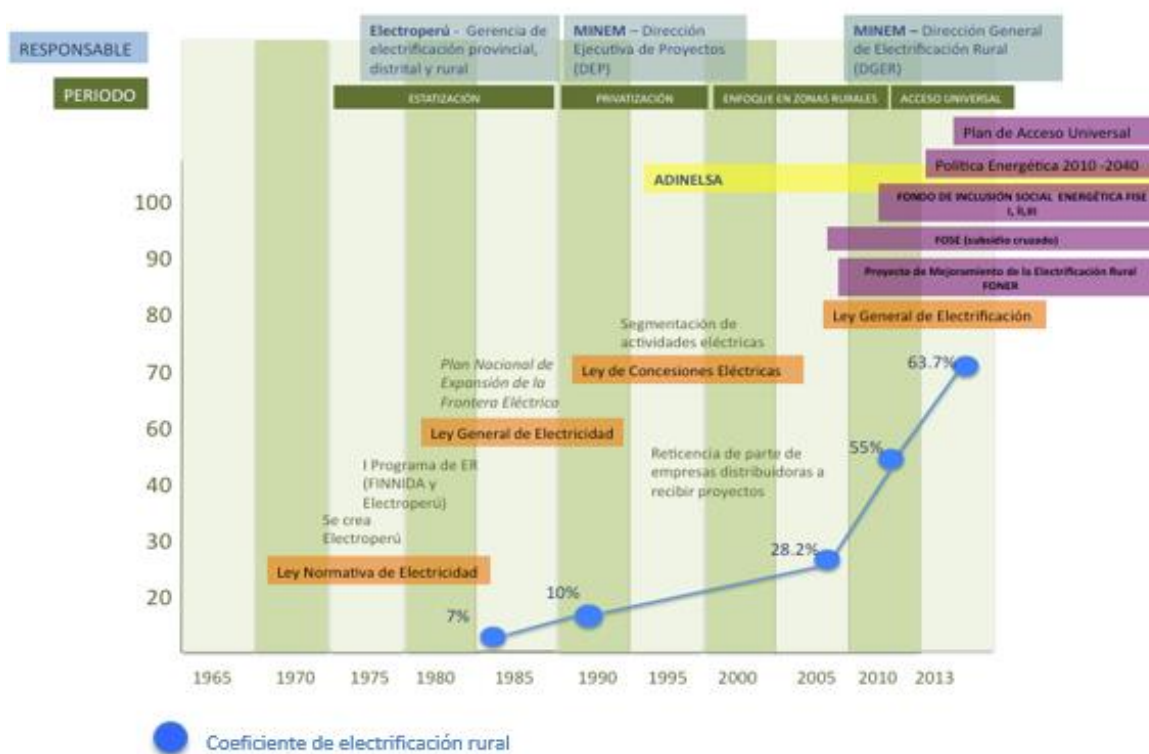 RESPONSABLE
Electroperú - Gerencia de
electrificación provincial,
distrital y rural
MINEM – Dirección
Ejecutiva de Proyectos
(DEP)
MINEM – Dirección General
de Electrificación Rural
(DGER)
PERIODO
ESTATIZACIÓN
PRIVATIZACIÓN
ENFOQUE EN ZONAS RURALES
ACCESO UNIVERSAL
Plan de Acceso Universal
Política Energética 2010 -2040
ADINELSA
FONDO DE INCLUSIÓN SOCIAL ENERGÉTICA FISE
I, II,III
FOSE (subsidio cruzado)
Proyecto de Mejoramiento de la Electrificación Rural
FONER
Ley General de Electrificación
Segmentación de
actividades eléctricas
Ley de Concesiones Eléctricas
Plan Nacional de
Expansión de la
Frontera Eléctrica
Ley General de Electricidad
Reticencia de parte de
empresas distribuidoras a
recibir proyectos
I Programa de ER
(FINNIDA y
Electroperú)
Se crea
Electroperú
Ley Normativa de Electricidad
100
90
80
70
60
50
40
30
20
7%
10%
28.2%
55%
63.7%
1965 1970 1975 1980 1985 1990 1995 2000 2005 2010 2013
Coeficiente de electrificación rural